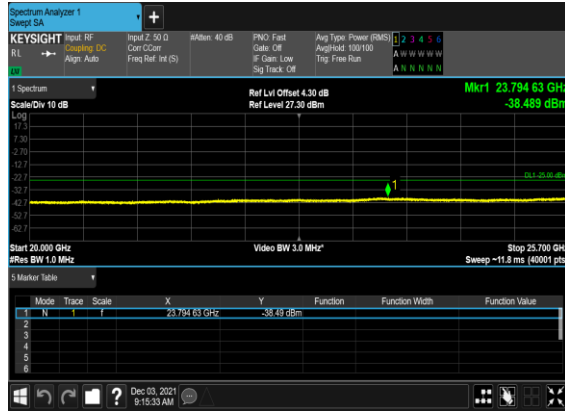 Spectrum Analyzer 1
Swept SA
+
KEYSIGHT Input: RF Input Z: 50 Ω #Atten: 40 dB PNO: Fast Avg Type: Power (RMS) 1 2 3 4 5 6
RL Coupling: DC Corr CCorr Gate: Off Avg|Hold: 100/100 A W W W W W
Align: Auto Freq Ref: Int (S) IF Gain: Low Trig: Free Run
Sig Track: Off A N N N N N
1 Spectrum Ref Lvl Offset 4.30 dB Mkr1 23.794 63 GHz
Scale/Div 10 dB Ref Level 27.30 dBm -38.489 dBm
Log
17.3
7.30
-2.70
-12.7
-22.7 DL1 -25.00 dBm
1
-32.7
-42.7
-52.7
-62.7
Start 20.000 GHz Video BW 3.0 MHz* Stop 25.700 GHz
#Res BW 1.0 MHz Sweep ~11.8 ms (40001 pts)
5 Marker Table
Mode Trace Scale X Y Function Function Width Function Value
1 N 1 f 23.794 63 GHz -38.49 dBm
2
3
4
5
6
? Dec 03, 2021
9:15:33 AM